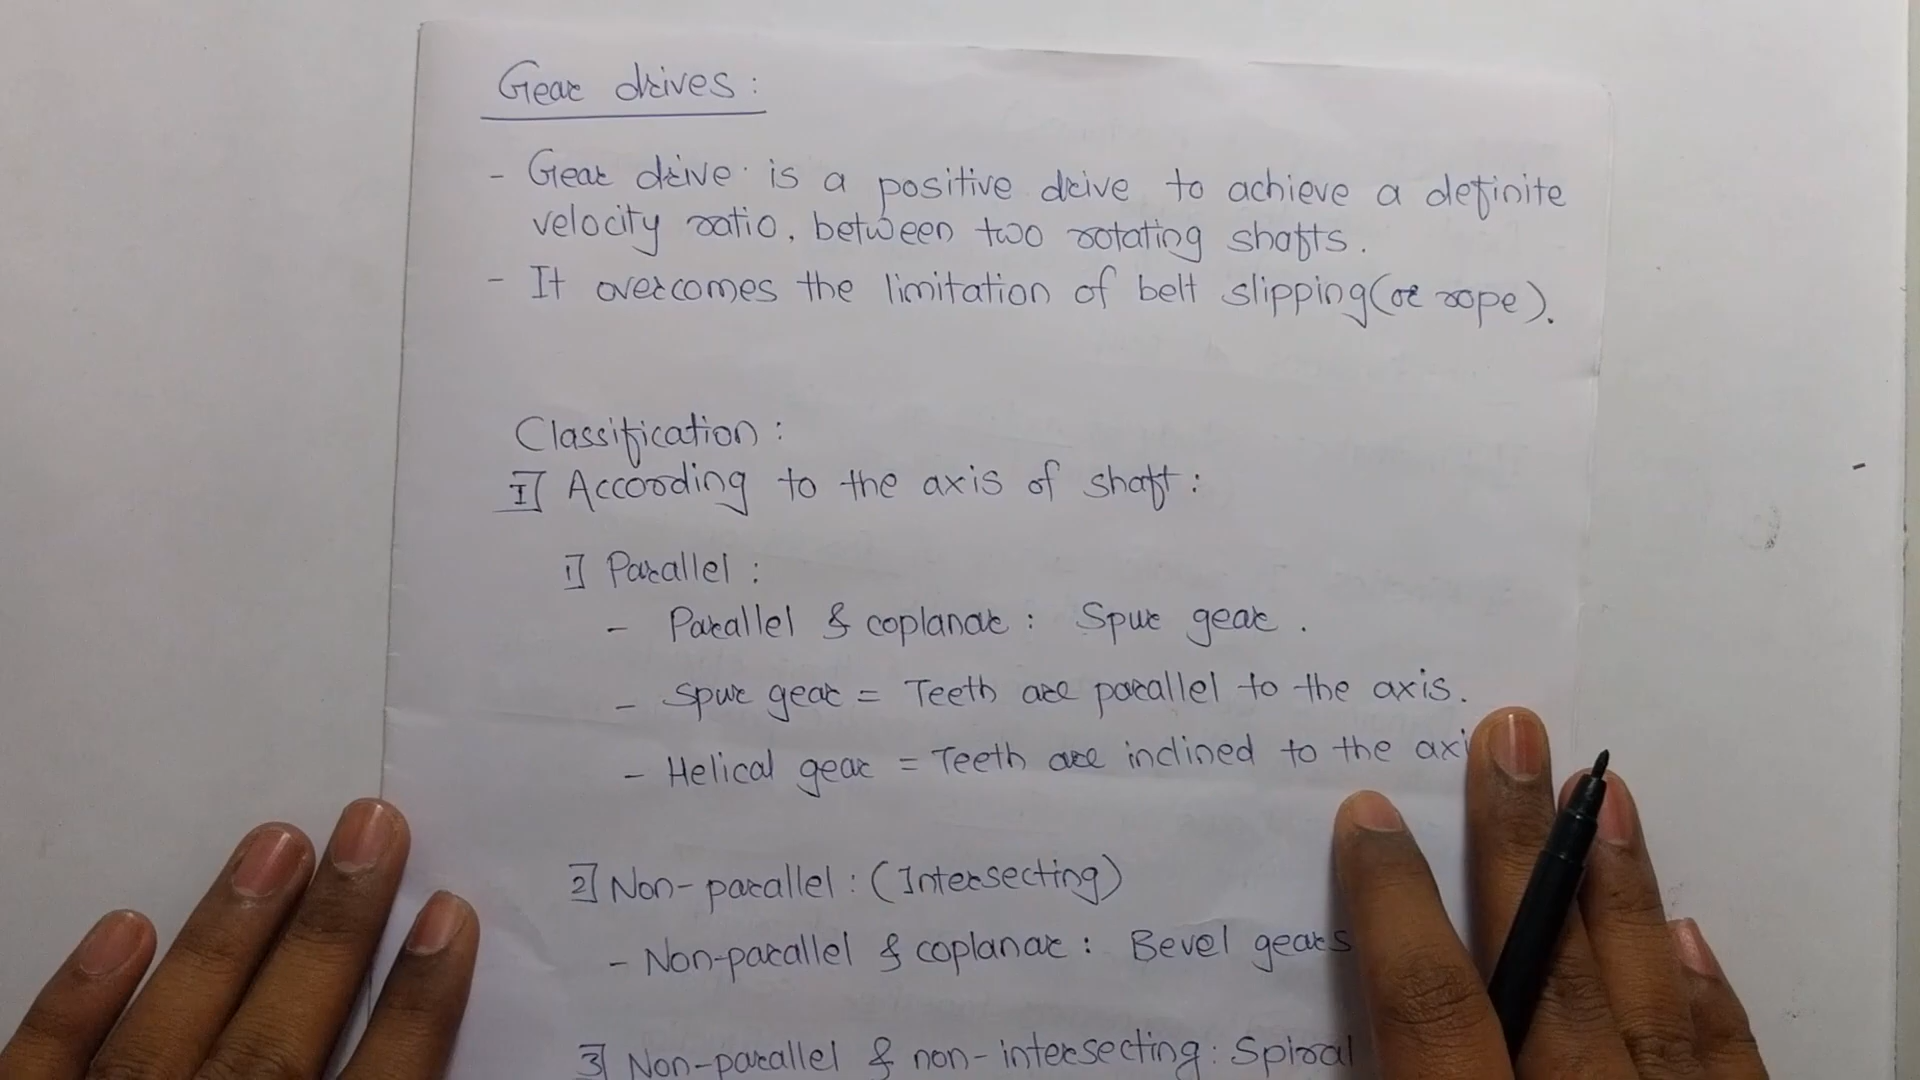 Gear drives :
- Gear drive is a positive drive to achieve a definite
velocity ratio, between two rotating shafts.
- It overcomes the limitation of belt slipping(or rope).
Classification :
I] According to the axis of shaft :
1] Parallel :
- Parallel & coplanar : Spur gear .
- Spur gear = Teeth are parallel to the axis.
- Helical gear = Teeth are inclined to the
2] Non-parallel : (Intersecting)
- Non-parallel & coplanar : Bevel gears
3] Non-parallel & non-intersecting : Spiral